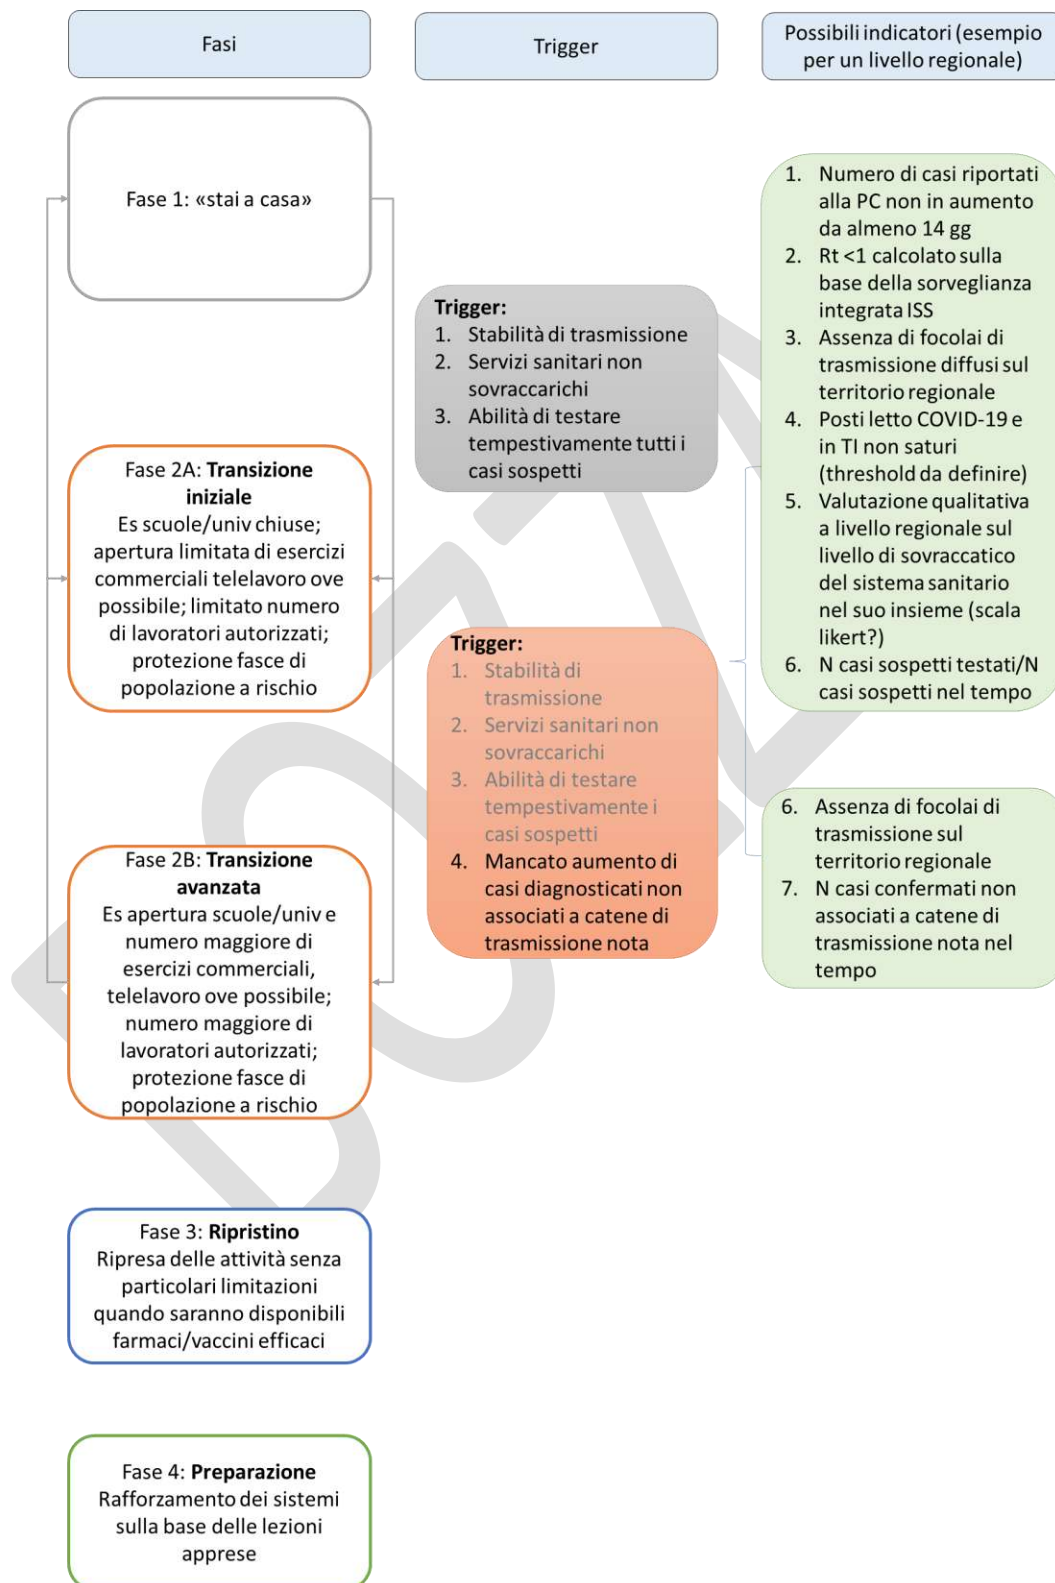 Fasi
Trigger
Possibili indicatori (esempio
per un livello regionale)
Fase 1: «stai a casa»
Trigger:
1. Stabilità di trasmissione
2. Servizi sanitari non
sovraccarichi
3. Abilità di testare
tempestivamente tutti i
casi sospetti
1. Numero di casi riportati
alla PC non in aumento
da almeno 14 gg
2. Rt <1 calcolato sulla
base della sorveglianza
integrata ISS
3. Assenza di focolai di
trasmissione diffusi sul
territorio regionale
4. Posti letto COVID-19 e
in TI non saturi
(threshold da definire)
5. Valutazione qualitativa
a livello regionale sul
livello di sovraccatico
del sistema sanitario
nel suo insieme (scala
likert?)
6. N casi sospetti testati/N
casi sospetti nel tempo
Fase 2A: Transizione
iniziale
Es scuole/univ chiuse;
apertura limitata di esercizi
commerciali telelavoro ove
possibile; limitato numero
di lavoratori autorizzati;
protezione fasce di
popolazione a rischio
Trigger:
1. Stabilità di
trasmissione
2. Servizi sanitari non
sovraccarichi
3. Abilità di testare
tempestivamente i
casi sospetti
4. Mancato aumento di
casi diagnosticati non
associati a catene di
trasmissione nota
6. Assenza di focolai di
trasmissione sul
territorio regionale
7. N casi confermati non
associati a catene di
trasmissione nota nel
tempo
Fase 2B: Transizione
avanzata
Es apertura scuole/univ e
numero maggiore di
esercizi commerciali,
telelavoro ove possibile;
numero maggiore di
lavoratori autorizzati;
protezione fasce di
popolazione a rischio
Fase 3: Ripristino
Ripresa delle attività senza
particolari limitazioni
quando saranno disponibili
farmaci/vaccini efficaci
Fase 4: Preparazione
Rafforzamento dei sistemi
sulla base delle lezioni
apprese